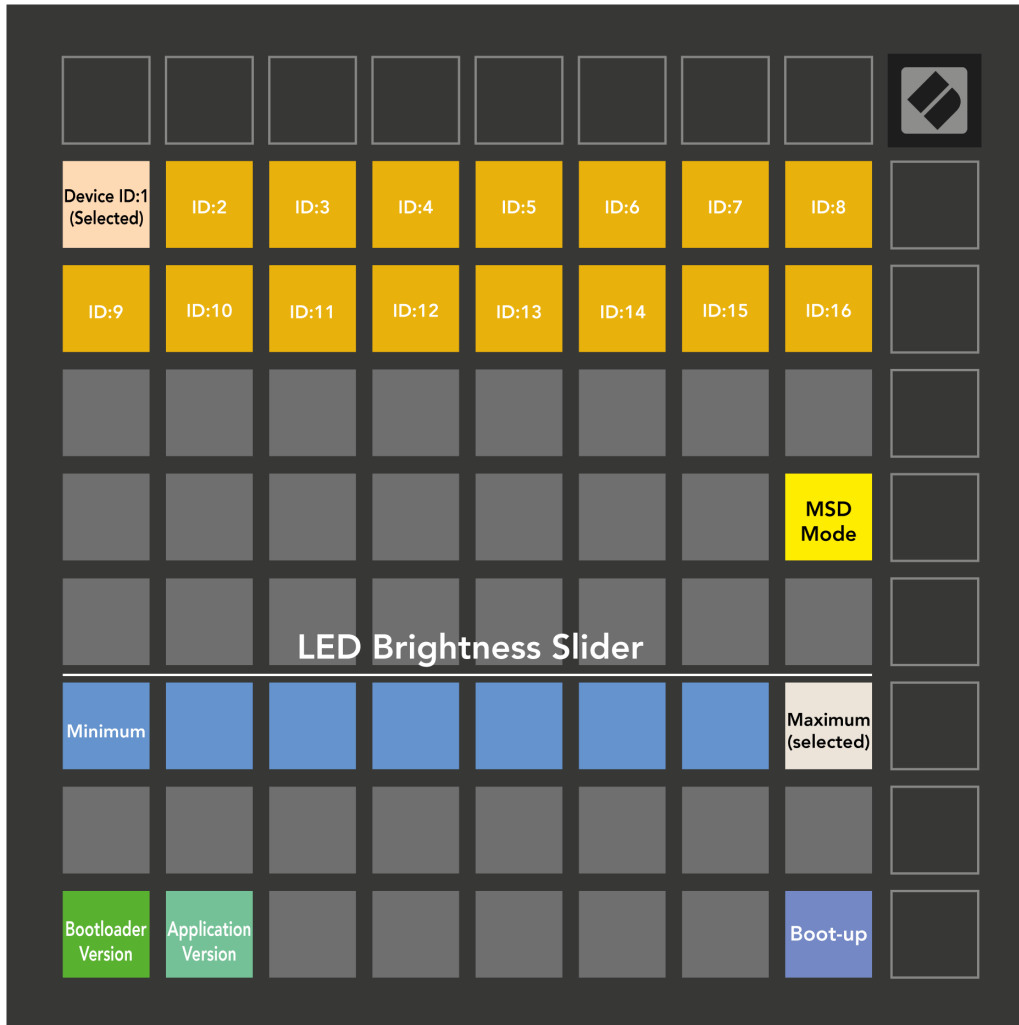 Device ID:1
(Selected)
ID:2
ID:3
ID:4
ID:5
ID:6
ID:7
ID:8
ID:9
ID:10
ID:11
ID:12
ID:13
ID:14
ID:15
ID:16
MSD
Mode
LED Brightness Slider
Minimum
Maximum
(selected)
Bootloader
Version
Application
Version
Boot-up